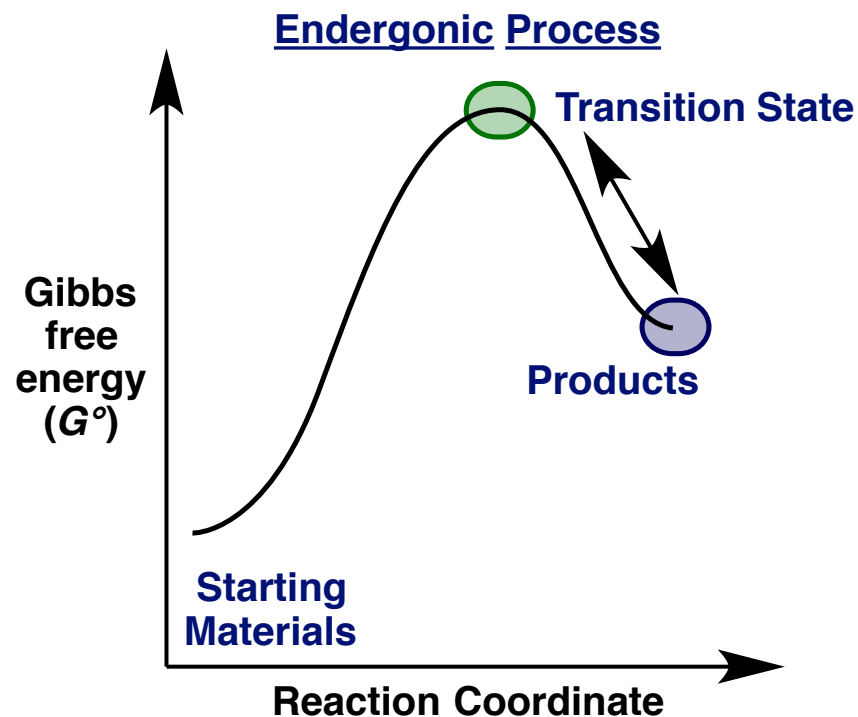 Endergonic Process
Transition State
Gibbs
free
energy
(G°)
Products
Starting
Materials
Reaction Coordinate